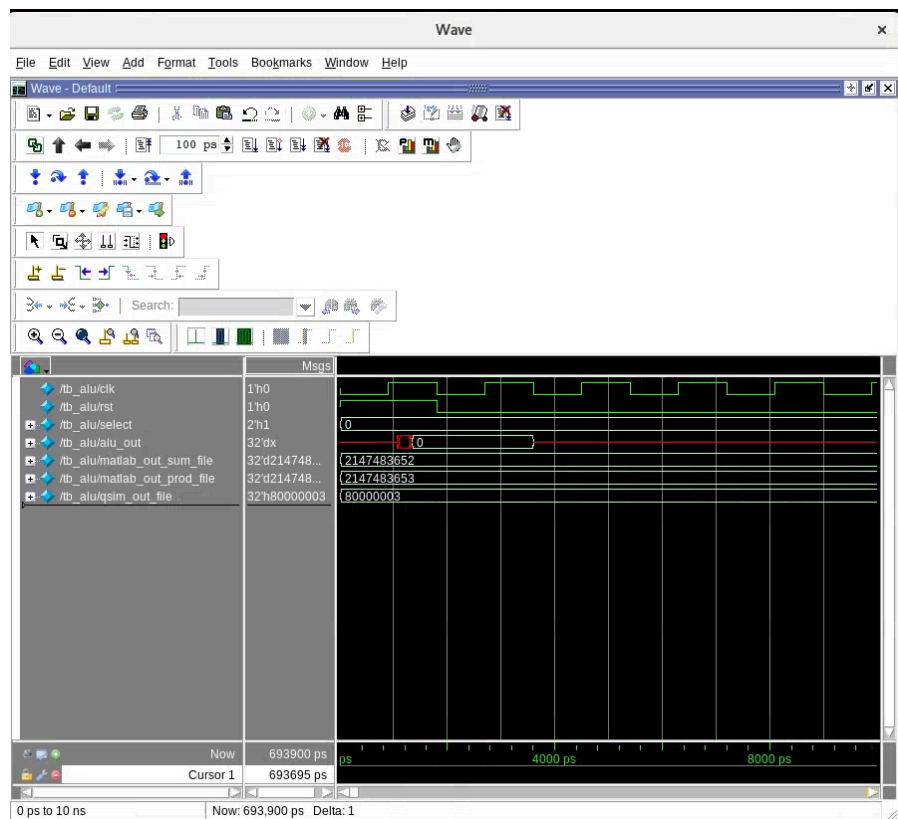 Wave
File Edit View Add Format Tools Bookmarks Window Help
Wave - Default
100 ps
Search:
Msgs
/tb_alu/clk 1'h0
/tb_alu/rst 1'h0
/tb_alu/select 2'h1 0
/tb_alu/alu_out 32'dx 0
/tb_alu/matlab_out_sum_file 32'd214748... 2147483652
/tb_alu/matlab_out_prod_file 32'd214748... 2147483653
/tb_alu/qsim_out_file 32'h80000003 80000003
Now 693900 ps ps 4000 ps 8000 ps
Cursor 1 693695 ps
0 ps to 10 ns Now: 693,900 ps Delta: 1